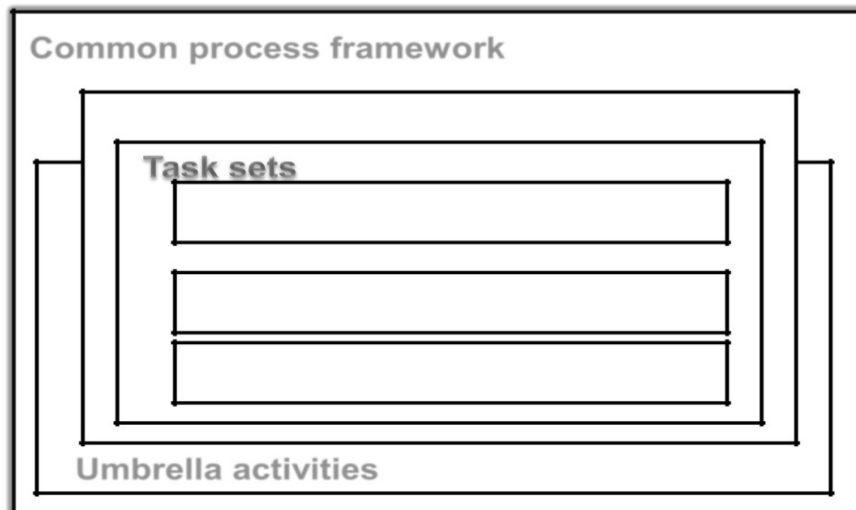 Common process framework
Task sets
Umbrella activities